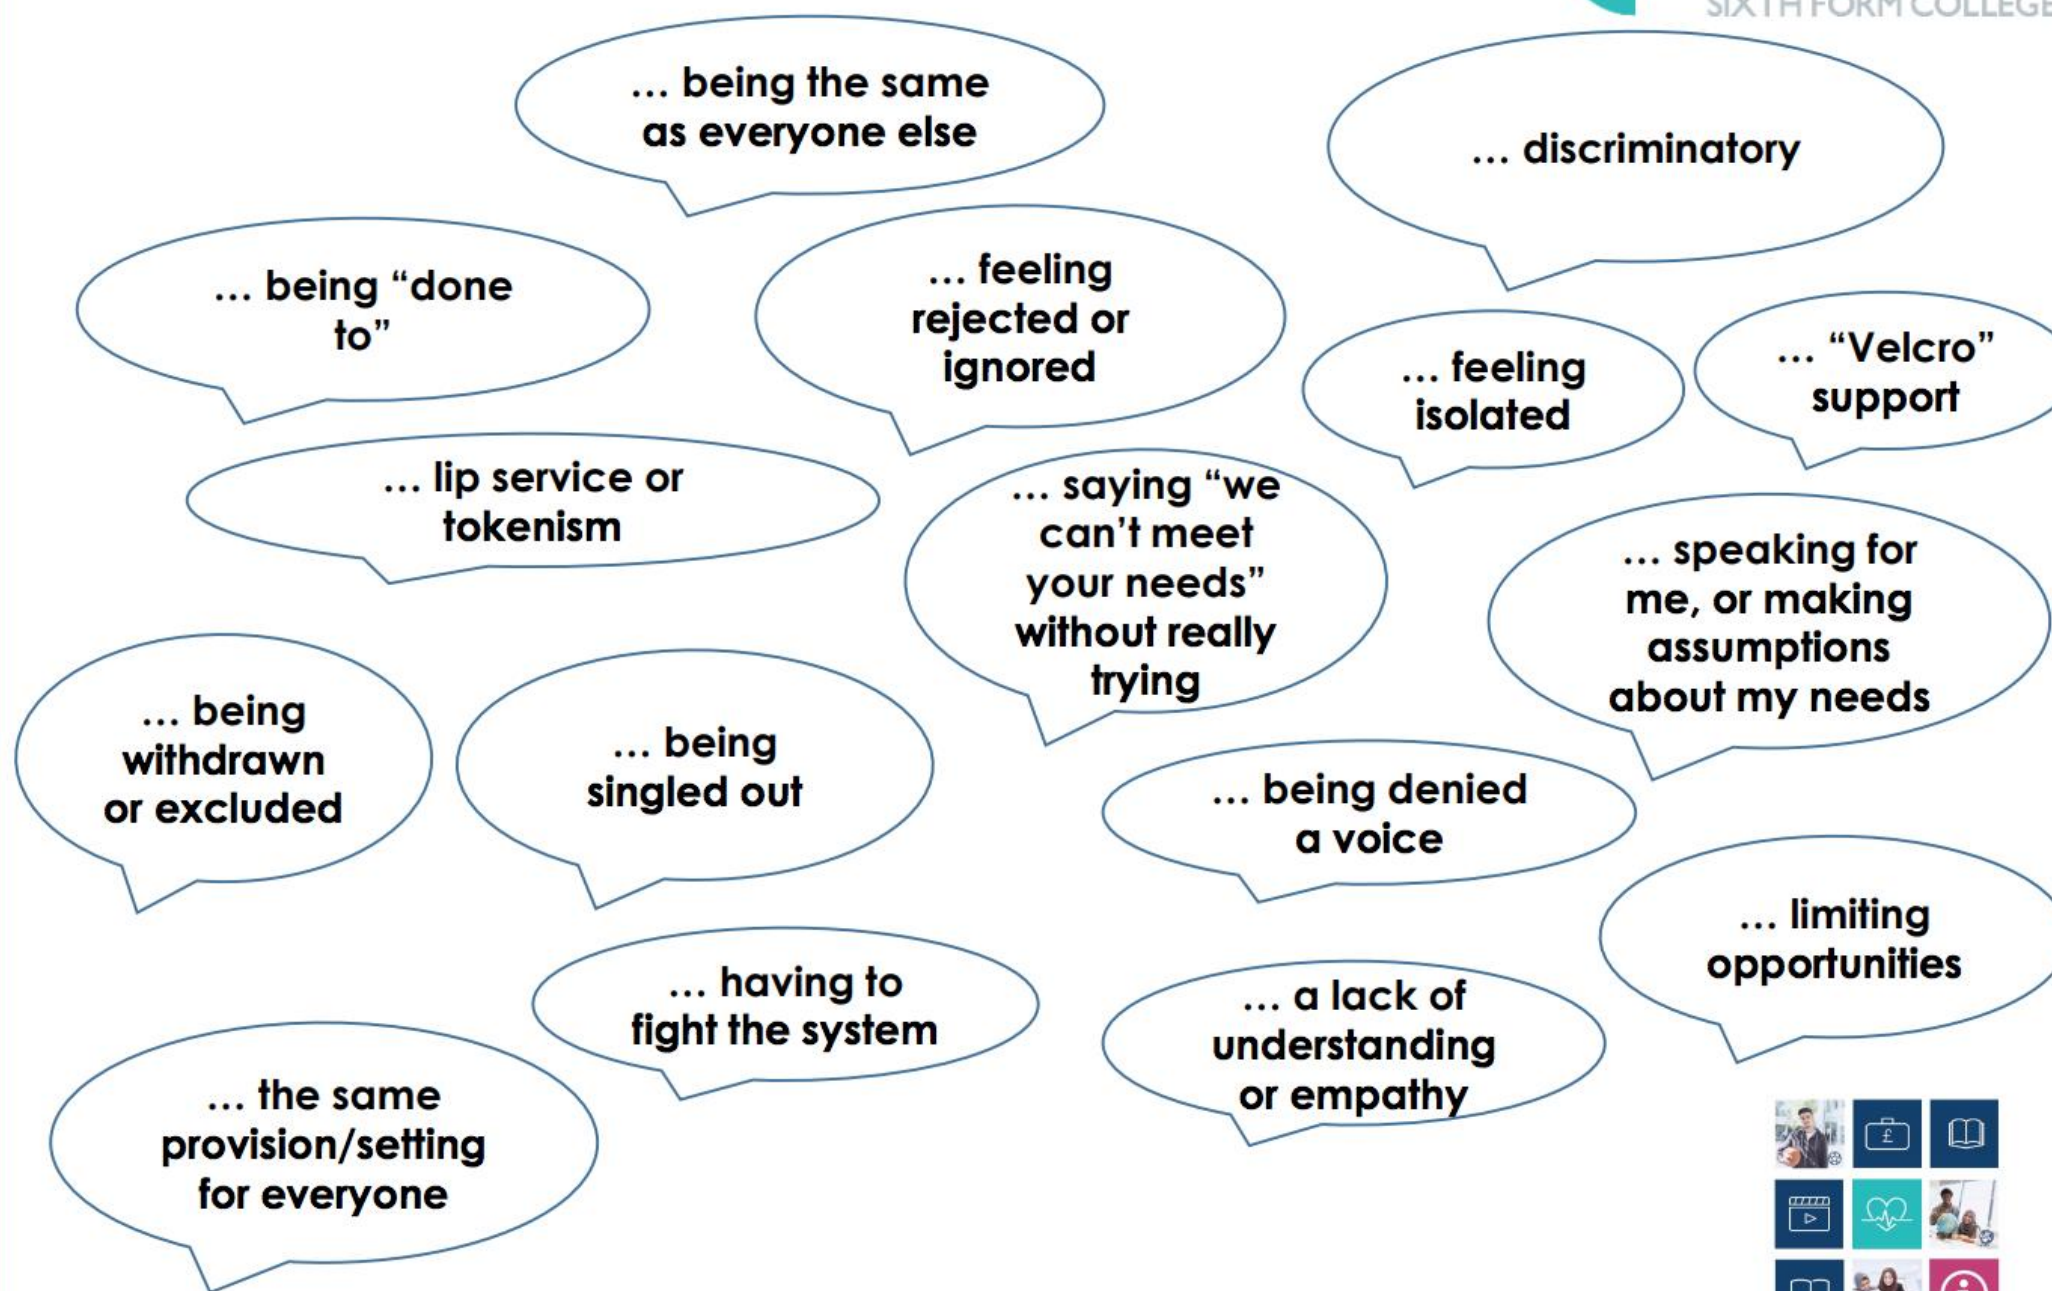 SIXTH FORM COLLEGE
… being the same
as everyone else
… discriminatory
… being “done
to”
… feeling
rejected or
ignored
… feeling
isolated
… “Velcro”
support
… lip service or
tokenism
… saying “we
can’t meet
your needs”
without really
trying
… speaking for
me, or making
assumptions
about my needs
… being
withdrawn
or excluded
… being
singled out
… being denied
a voice
… limiting
opportunities
… having to
fight the system
… a lack of
understanding
or empathy
… the same
provision/setting
for everyone
£